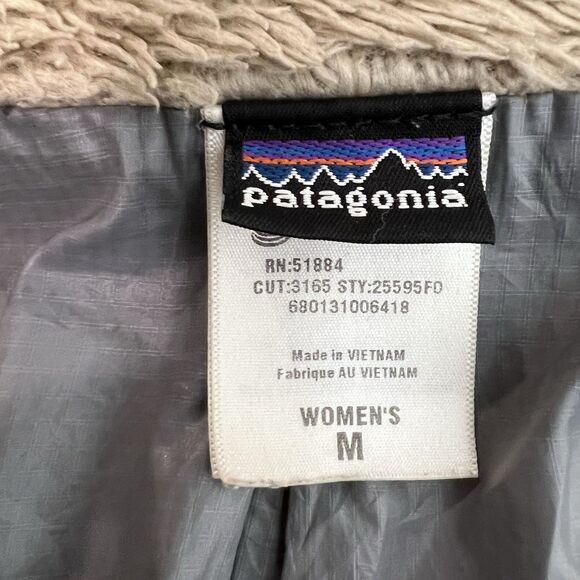 patagonia
RN:51884
CUT:3165 STY:25595F0
680131006418
Made in VIETNAM
Fabrique AU VIETNAM
WOMEN'S
M